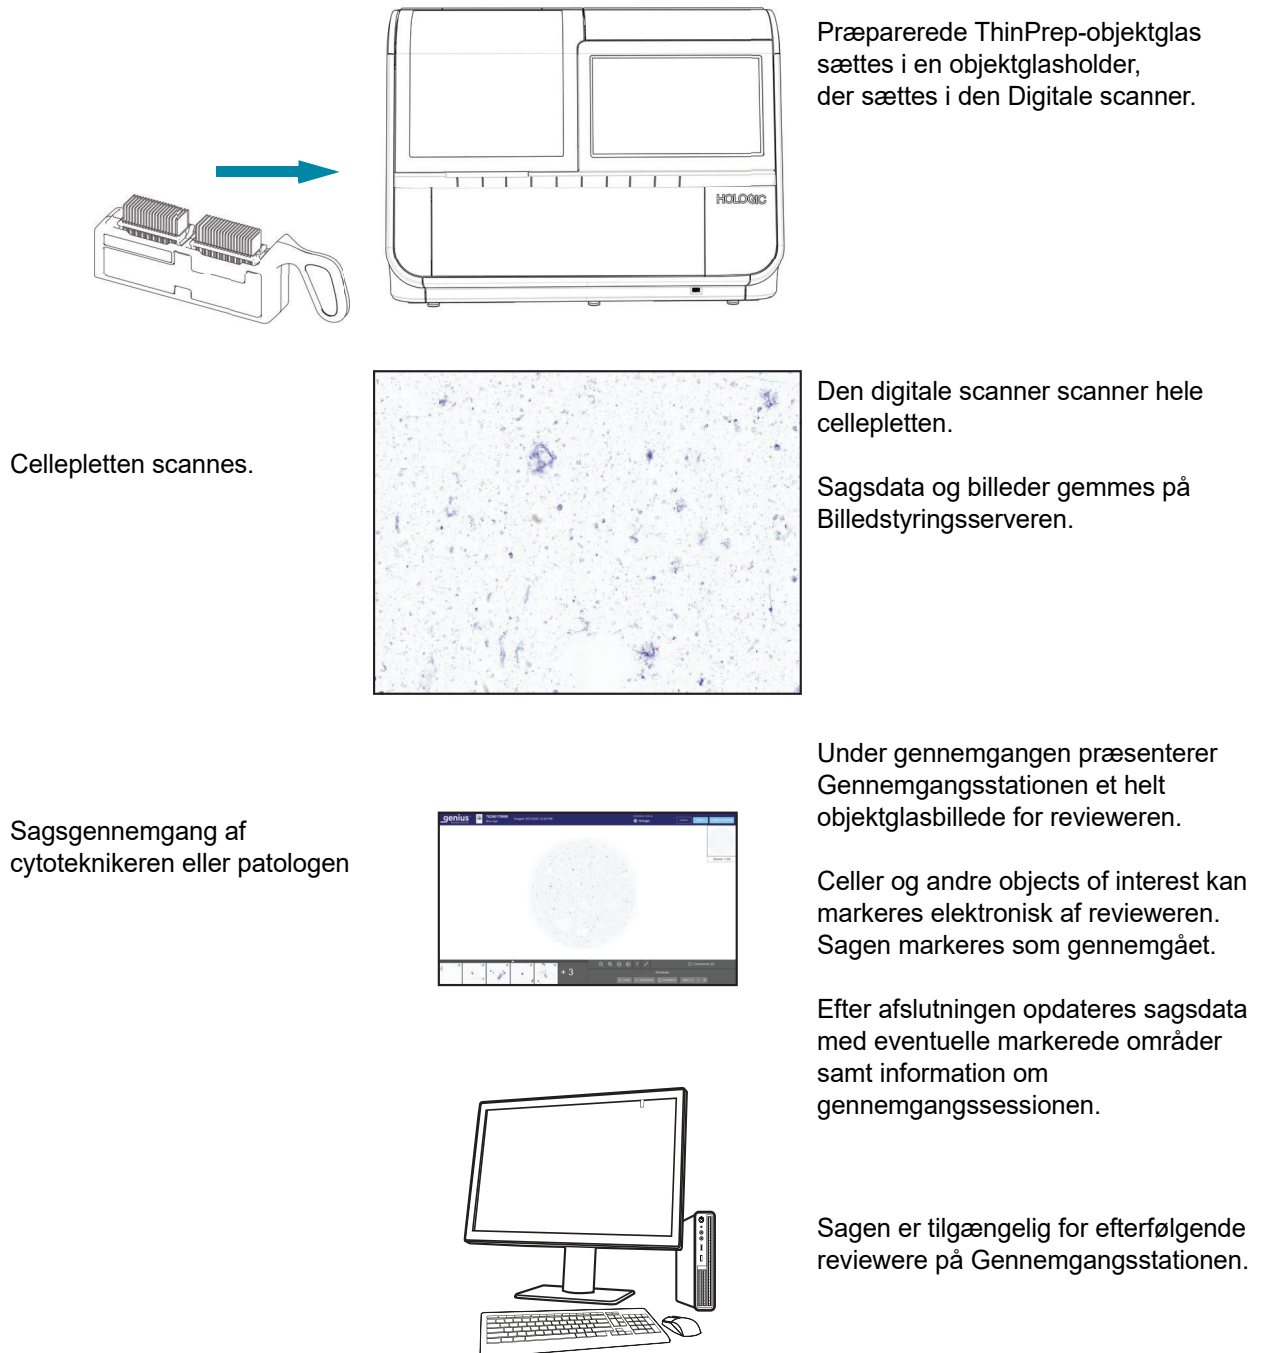 Præparerede ThinPrep-objektglas
sættes i en objektglasholder,
der sættes i den Digitale scanner.
HOLOGIC
Cellepletten scannes.
Den digitale scanner scanner hele
cellepletten.
Sagsdata og billeder gemmes på
Billedstyringsserveren.
Sagsgennemgang af
cytoteknikeren eller patologen
genius
+ 3
Under gennemgangen præsenterer
Gennemgangsstationen et helt
objektglasbillede for revieweren.
Celler og andre objects of interest kan
markeres elektronisk af revieweren.
Sagen markeres som gennemgået.
Efter afslutningen opdateres sagsdata
med eventuelle markerede områder
samt information om
gennemgangssessionen.
Sagen er tilgængelig for efterfølgende
reviewere på Gennemgangsstationen.